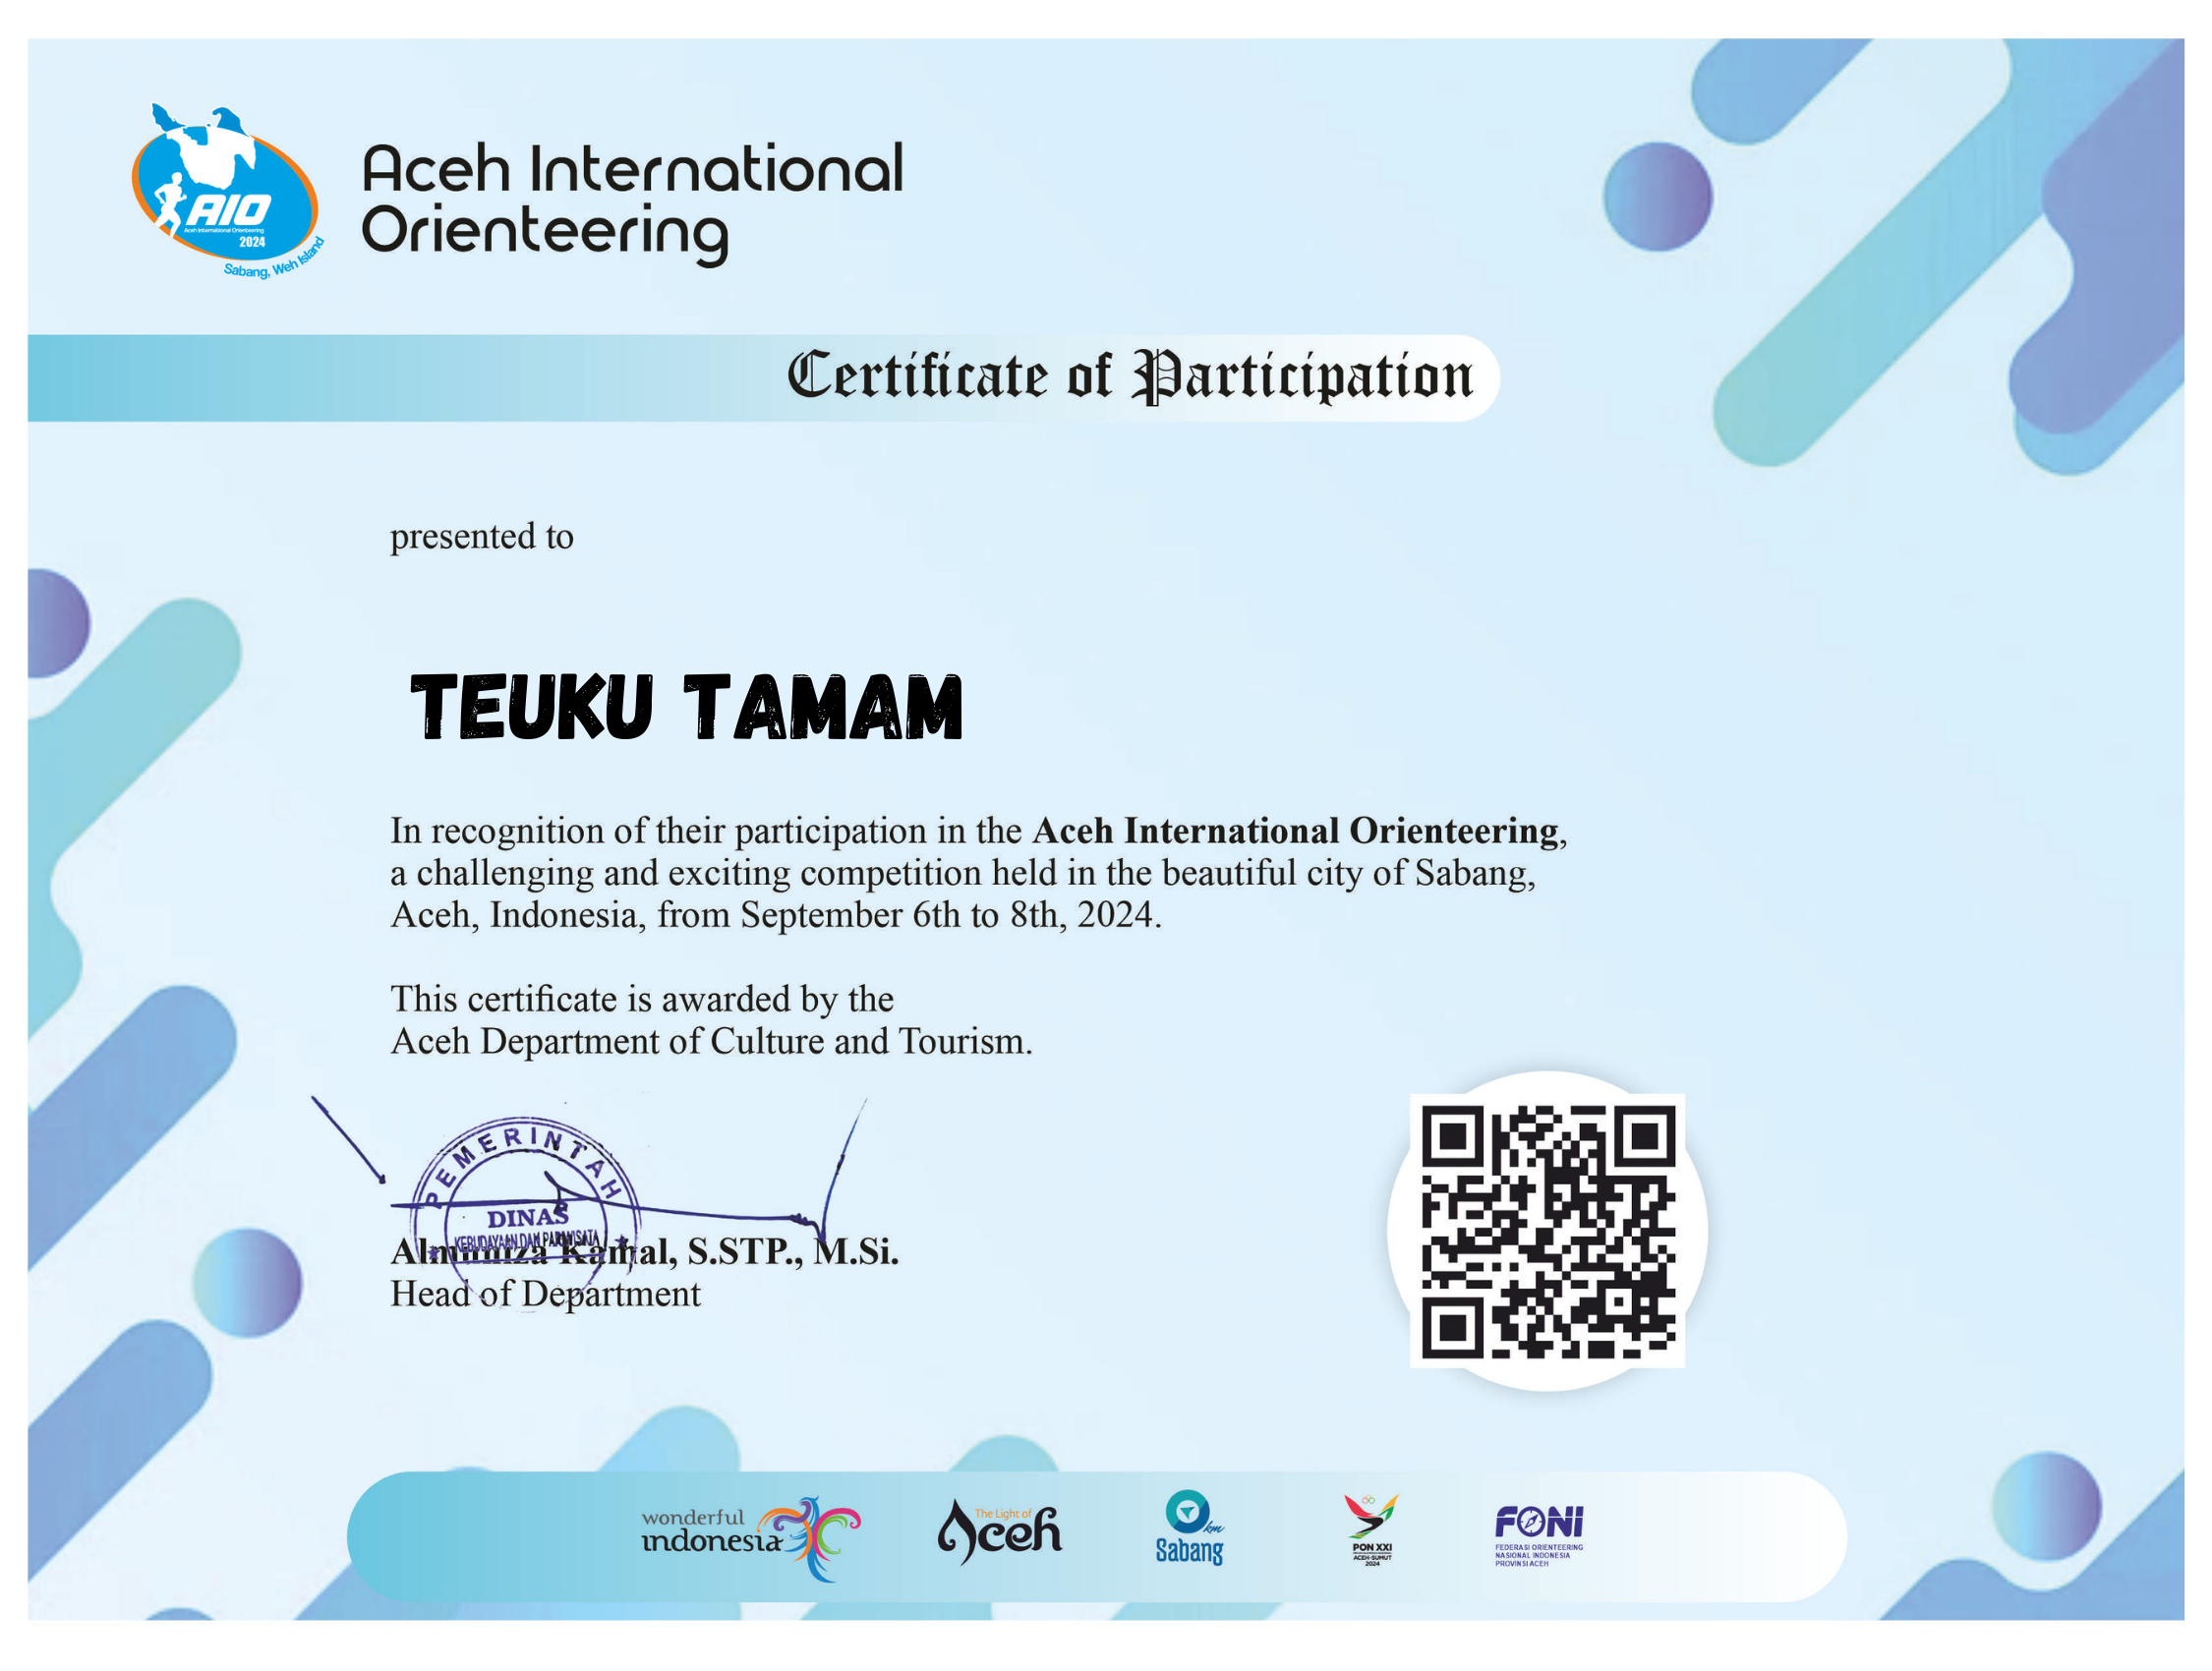 AIO
Aceh International Orienteering
2024
Sabang, Weh Island
Aceh International
Orienteering
Certificate of Participation
presented to
TEUKU TAMAM
In recognition of their participation in the Aceh International Orienteering,
a challenging and exciting competition held in the beautiful city of Sabang,
Aceh, Indonesia, from September 6th to 8th, 2024.
This certificate is awarded by the
Aceh Department of Culture and Tourism.
PEMERINTAH
DINAS
KEBUDAYAAN DAN PARIWISATA
Almuniza Kamal, S.STP., M.Si.
Head of Department
wonderful
indonesia
The Light of
Aceh
km
Sabang
PON XXI
ACEH-SUMUT
2024
FONI
FEDERASI ORIENTEERING
NASIONAL INDONESIA
PROVINSI ACEH